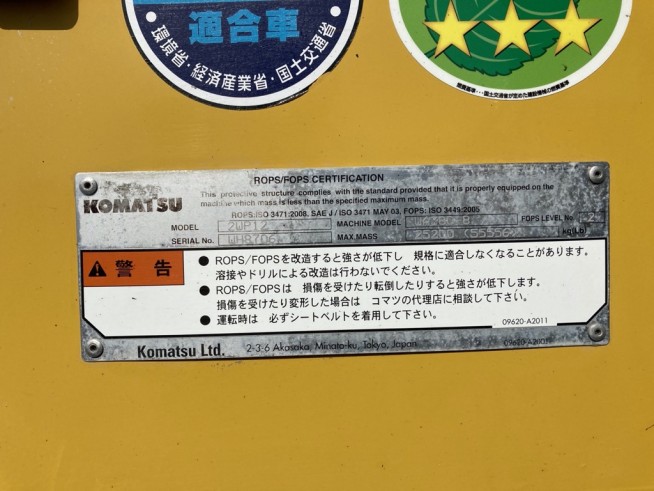 適合車
環境省・経済産業省・国土交通省
ROPS/FOPS CERTIFICATION
KOMATSU
This protective structure complies with the standard provided that it is properly equipped on the
machine which mass is less than the specified maximum mass.
ROPS:ISO 3471:2008, SAE J / ISO 3471 MAY 03, FOPS: ISO 3449:2005
MODEL 2WP12 MACHINE MODEL FOPS LEVEL No. 2
SERIAL No. MAX MASS 25200 (55556) kg(Lb)
警告
● ROPS/FOPSを改造すると強さが低下し 規格に適合しなくなることがあります。
溶接やドリルによる改造は行わないでください。
● ROPS/FOPSは 損傷を受けたり転倒したりすると強さが低下します。
損傷を受けたり変形した場合は コマツの代理店に相談して下さい。
● 運転時は 必ずシートベルトを着用して下さい。
09620-A2011
Komatsu Ltd. 2-3-6 Akasaka, Minato-ku, Tokyo, Japan